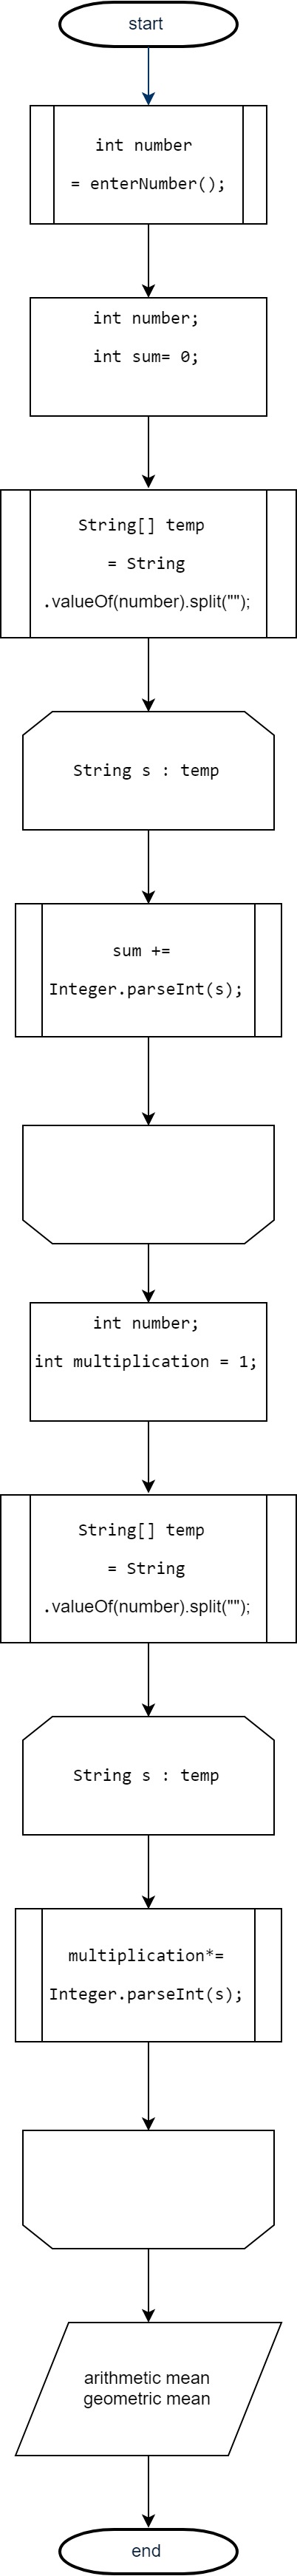 start
int number
= enterNumber();
int number;
int sum= 0;
String[] temp
= String
.valueOf(number).split("");
String s : temp
sum +=
Integer.parseInt(s);
int number;
int multiplication = 1;
String[] temp
= String
.valueOf(number).split("");
String s : temp
multiplication*=
Integer.parseInt(s);
arithmetic mean
geometric mean
end